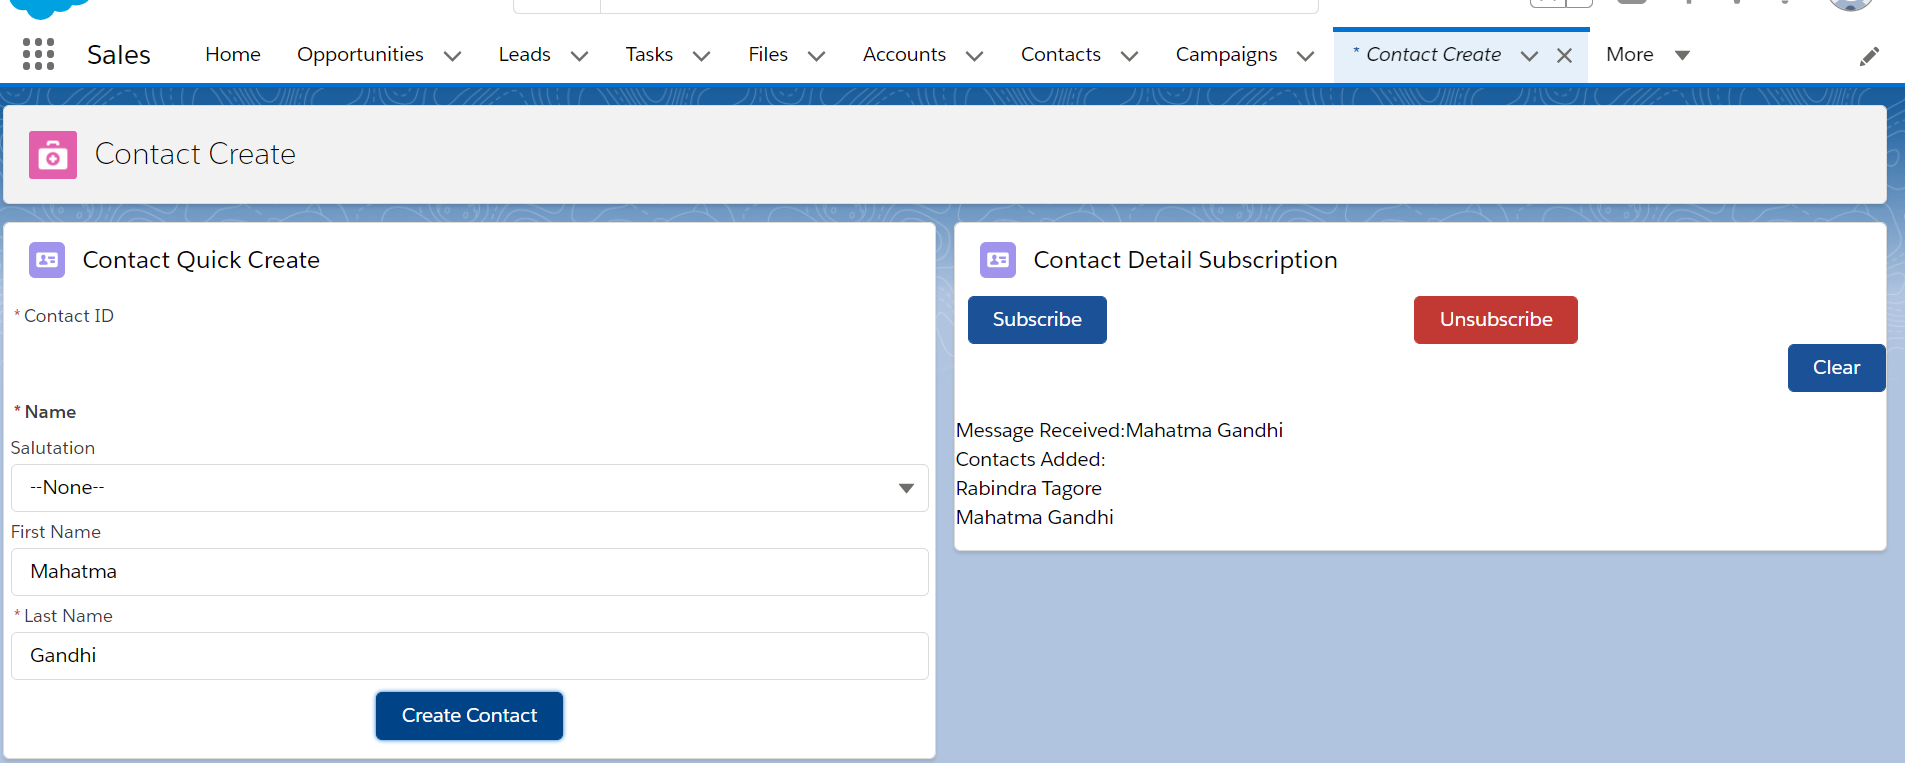 Sales Home Opportunities Leads Tasks Files Accounts Contacts Campaigns * Contact Create More
Contact Create
Contact Quick Create
* Contact ID
* Name
Salutation
--None--
First Name
Mahatma
* Last Name
Gandhi
Create Contact
Contact Detail Subscription
Subscribe Unsubscribe
Clear
Message Received:Mahatma Gandhi
Contacts Added:
Rabindra Tagore
Mahatma Gandhi